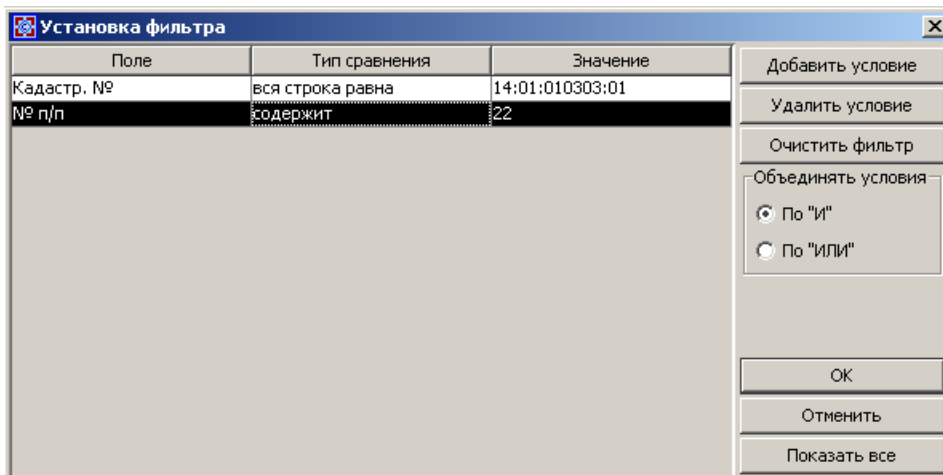 Установка фильтра
Поле Тип сравнения Значение
Кадастр. № вся строка равна 14:01:010303:01
№ п/п содержит 22
Добавить условие
Удалить условие
Очистить фильтр
Объединять условия
По "И"
По "ИЛИ"
ОК
Отменить
Показать все